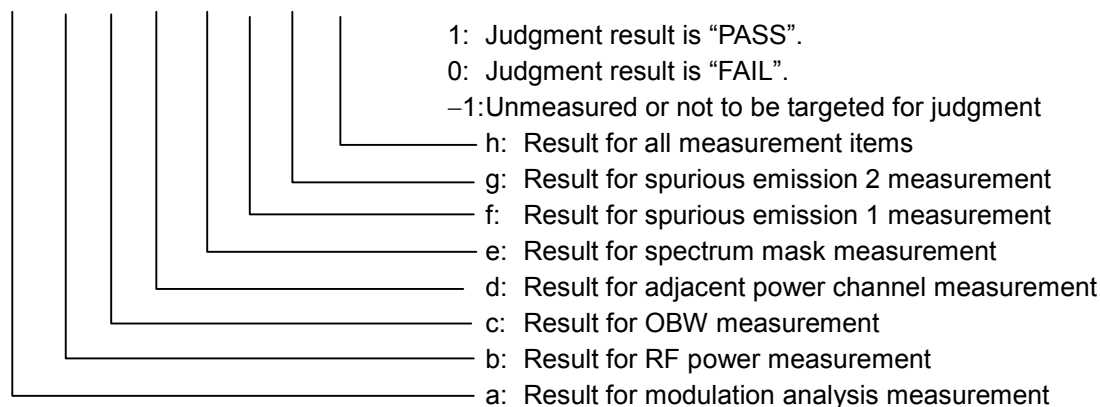 1: Judgment result is “PASS”.
0: Judgment result is “FAIL”.
−1:Unmeasured or not to be targeted for judgment
h: Result for all measurement items
g: Result for spurious emission 2 measurement
f: Result for spurious emission 1 measurement
e: Result for spectrum mask measurement
d: Result for adjacent power channel measurement
c: Result for OBW measurement
b: Result for RF power measurement
a: Result for modulation analysis measurement